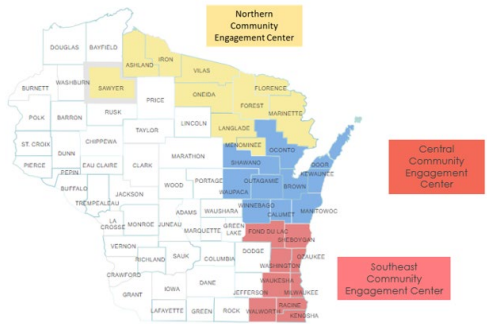 Northern
Community
Engagement Center
DOUGLAS
BAYFIELD
ASHLAND
IRON
VILAS
BURNETT
WASHBURN
SAWYER
ONEIDA
FLORENCE
FOREST
MARINETTE
POLK
BARRON
RUSK
PRICE
LINCOLN
LANGLASE
TAYLOR
ST. CROIX
CHIPPEWA
MENOMINEE
OCONTO
DUNN
PIERCE
EAU CLAIRE
CLARK
MARATHON
SHAWANO
DOOR
PEPIN
KEWAUNEE
BUFFALO
WOOD
PORTAGE
OUTAGAMIE
BROWN
WAUPACA
TREMPEALEAU
JACKSON
Central
Community
Engagement
Center
ADAMS
WAUSHARA
WINNEBAGO
CALUMET
MANITOWOC
LA
CROSSE
MONROE
JUNEAU
MARQUETTE
GREEN
LAKE
FOND DU LAC
SHEBOYGAN
VERNON
RICHLAND
SAUK
COLUMBIA
DODGE
OZAUKEE
WASHINGTON
CRAWFORD
GRANT
IOWA
DANE
JEFFERSON
WAUKESHA
MILWAUKEE
Southeast
Community
Engagement Center
LAFAYETTE
GREEN
ROCK
WALWORTH
RACINE
KENOSHA